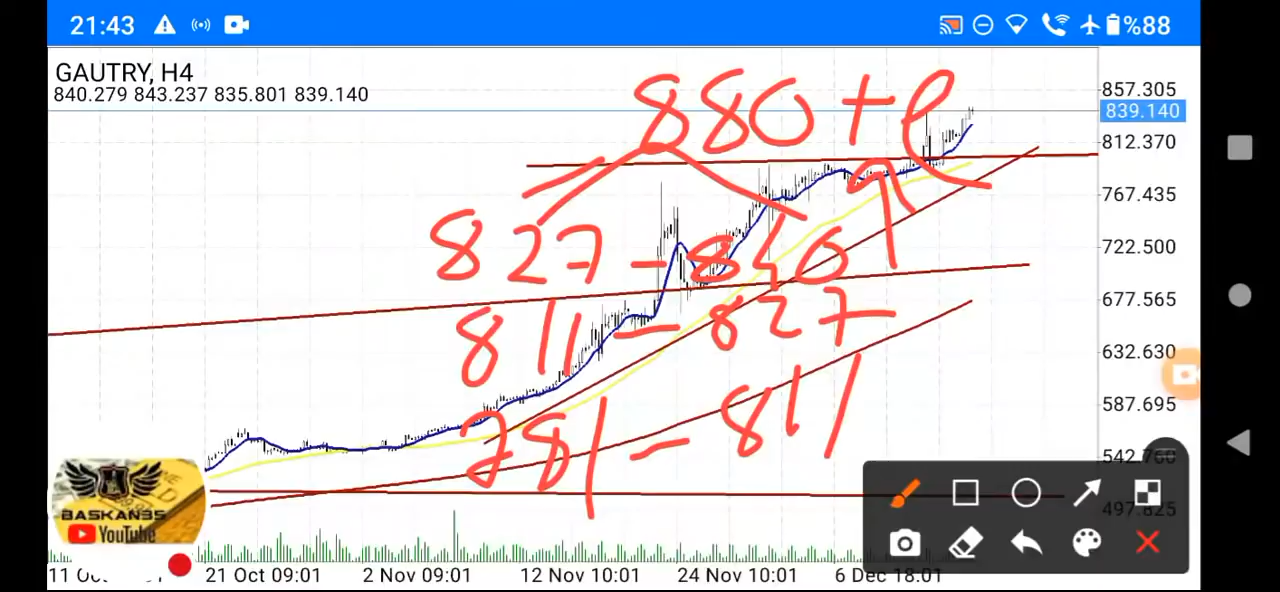 21:43
%88
GAUTRY, H4
840.279 843.237 835.801 839.140
857.305
839.140
812.370
767.435
722.500
677.565
632.630
587.695
542.760
497.825
880+
827-840
811-827
781-811
BASKAN35
YouTube
21 Oct 09:01
2 Nov 09:01
12 Nov 10:01
24 Nov 10:01
6 Dec 18:01